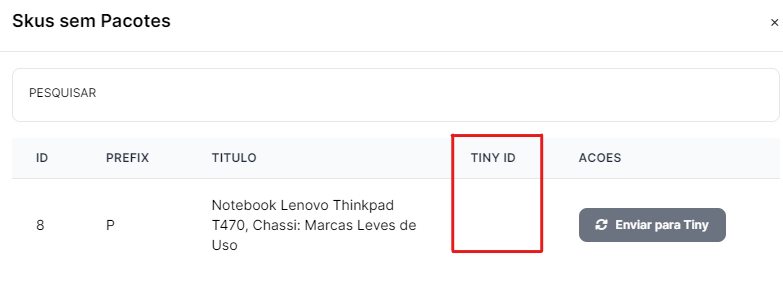 Skus sem Pacotes
×
PESQUISAR
ID PREFIX TITULO TINY ID ACOES
Notebook Lenovo Thinkpad
8 P T470, Chassi: Marcas Leves de Enviar para Tiny
Uso